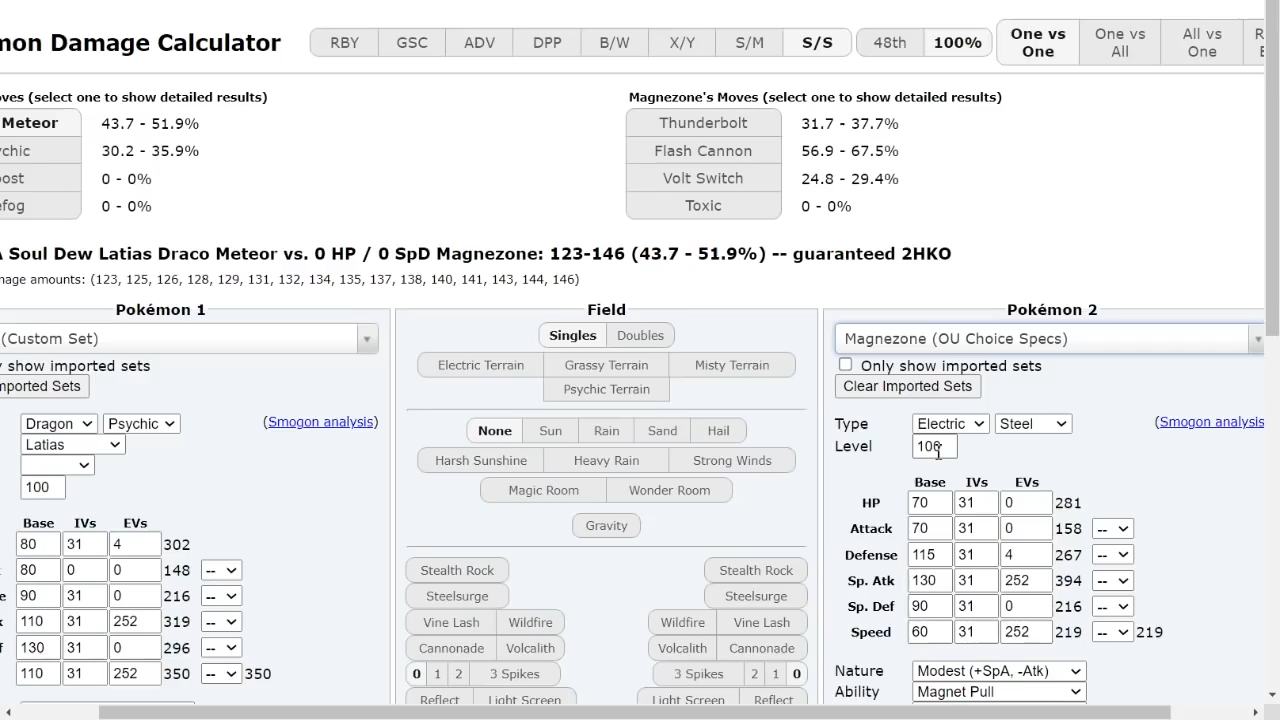 mon Damage Calculator RBY GSC ADV DPP B/W X/Y S/M S/S 48th 100% One vs One One vs All All vs One
oves (select one to show detailed results) Magnezone's Moves (select one to show detailed results)
Meteor 43.7 - 51.9% Thunderbolt 31.7 - 37.7%
ychic 30.2 - 35.9% Flash Cannon 56.9 - 67.5%
ost 0 - 0% Volt Switch 24.8 - 29.4%
efog 0 - 0% Toxic 0 - 0%
A Soul Dew Latias Draco Meteor vs. 0 HP / 0 SpD Magnezone: 123-146 (43.7 - 51.9%) -- guaranteed 2HKO
mage amounts: (123, 125, 126, 128, 129, 131, 132, 134, 135, 137, 138, 140, 141, 143, 144, 146)
Pokémon 1 Field Pokémon 2
(Custom Set) Singles Doubles Magnezone (OU Choice Specs)
y show imported sets Electric Terrain Grassy Terrain Misty Terrain Only show imported sets
mported Sets Psychic Terrain Clear Imported Sets
Dragon Psychic (Smogon analysis) None Sun Rain Sand Hail Type Electric Steel (Smogon analysis
Latias Level 100
Harsh Sunshine Heavy Rain Strong Winds
100 Magic Room Wonder Room Base IVs EVs
HP 70 31 0 281
Base IVs EVs Gravity Attack 70 31 0 158 --
80 31 4 302 Defense 115 31 4 267 --
80 0 0 148 -- Stealth Rock Stealth Rock Sp. Atk 130 31 252 394 --
e 90 31 0 216 -- Steelsurge Steelsurge Sp. Def 90 31 0 216 --
k 110 31 252 319 -- Vine Lash Wildfire Wildfire Vine Lash Speed 60 31 252 219 -- 219
f 130 31 0 296 -- Cannonade Volcalith Volcalith Cannonade
110 31 252 350 -- 350 0 1 2 3 Spikes 3 Spikes 2 1 0 Nature Modest (+SpA, -Atk)
Reflect Light Screen Light Screen Reflect Ability Magnet Pull